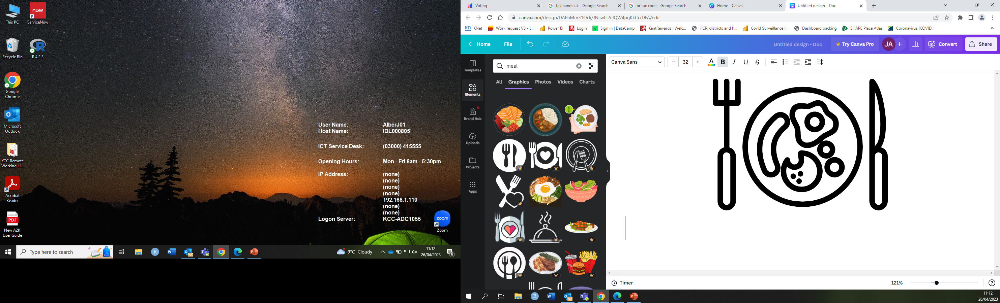 This PC
now
ServiceNow
Recycle Bin
R 4.2.3
Google
Chrome
Microsoft
Outlook
KCC Remote
Working Li...
Acrobat
Reader
PDF
New A2K
User Guide
User Name: AlberJ01
Host Name: IDL000805
ICT Service Desk: (03000) 415555
Opening Hours: Mon - Fri 8am - 5:30pm
IP Address: (none)
(none)
(none)
(none)
192.168.1.110
(none)
(none)
Logon Server: KCC-ADC1055
zoom
Zoom
Type here to search
9°C Cloudy
11:12
26/04/2023
6
Voting
tax bands uk - Google Search
br tax code - Google Search
Home - Canva
Untitled design - Doc
canva.com/design/DAFhMm31Ock/JNswfL2eIQW4pqKkCrxDFA/edit
KNet
Work request V3 - L...
Power BI
Login
Sign in | DataCamp
KentRewards | Welc...
HCP, districts and h...
Covid Surveillance I...
Dashboard backing
SHAPE Place Atlas
Coronavirus (COVID...
Home
File
Untitled design - Doc
Try Canva Pro
JA
Convert
Share
Templates
Elements
Brand Hub
Uploads
Projects
Apps
meal
All
Graphics
Photos
Videos
Charts
Canva Sans
32
Timer
121%
11:12
26/04/2023